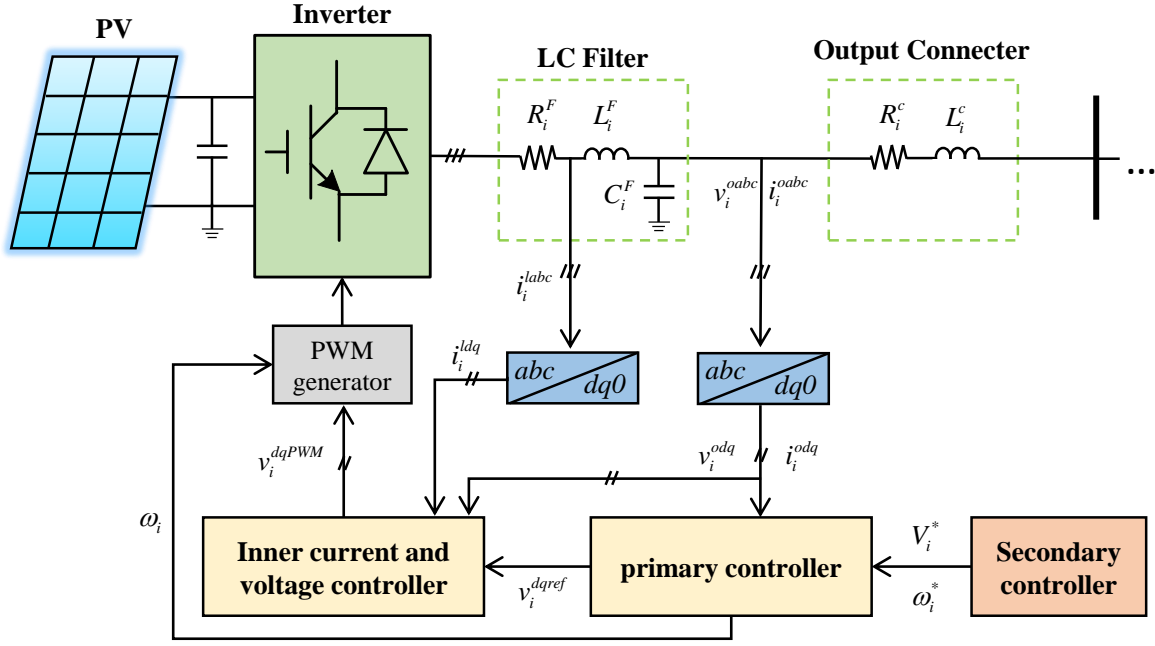 Inverter
PV
LC Filter
Output Connecter
R_i^F
L_i^F
R_i^c
L_i^c
C_i^F
v_i^{oabc}
i_i^{oabc}
...
i_i^{labc}
PWM
generator
i_i^{ldq}
abc
dq0
abc
dq0
v_i^{dqPWM}
v_i^{odq}
i_i^{odq}
ω_i
Inner current and
voltage controller
v_i^{dqref}
primary controller
V_i^*
ω_i^*
Secondary
controller